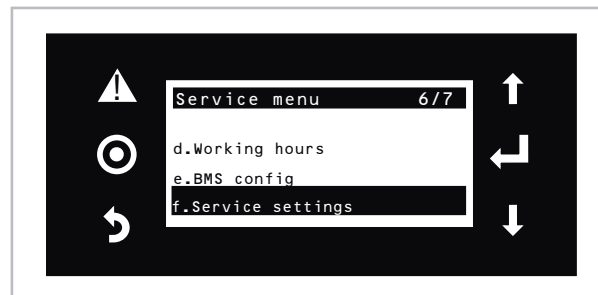 Service menu 6/7
d.Working hours
e.BMS config
f.Service settings